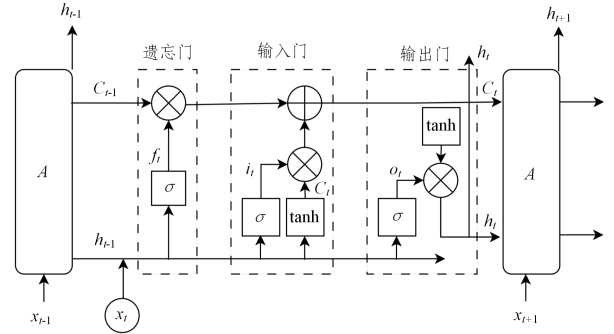 h_{t-1}
h_{t+1}
遗忘门
输入门
输出门
h_t
C_{t-1}
C_t
tanh
A
f_t
i_t
C_t
o_t
A
σ
σ
tanh
σ
h_{t-1}
h_t
x_{t-1}
x_t
x_{t+1}